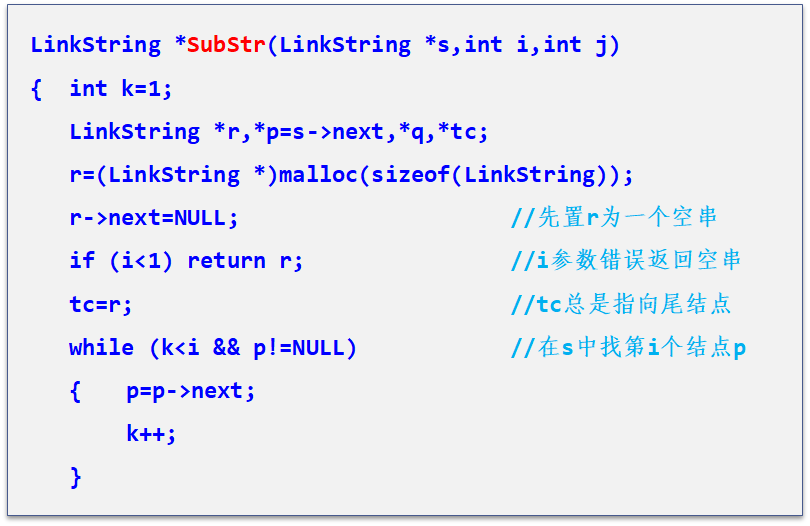 LinkString *SubStr(LinkString *s,int i,int j)
{ int k=1;
LinkString *r,*p=s->next,*q,*tc;
r=(LinkString *)malloc(sizeof(LinkString));
r->next=NULL; //先置r为一个空串
if (i<1) return r; //i参数错误返回空串
tc=r; //tc总是指向尾结点
while (k<i && p!=NULL) //在s中找第i个结点p
{ p=p->next;
k++;
}